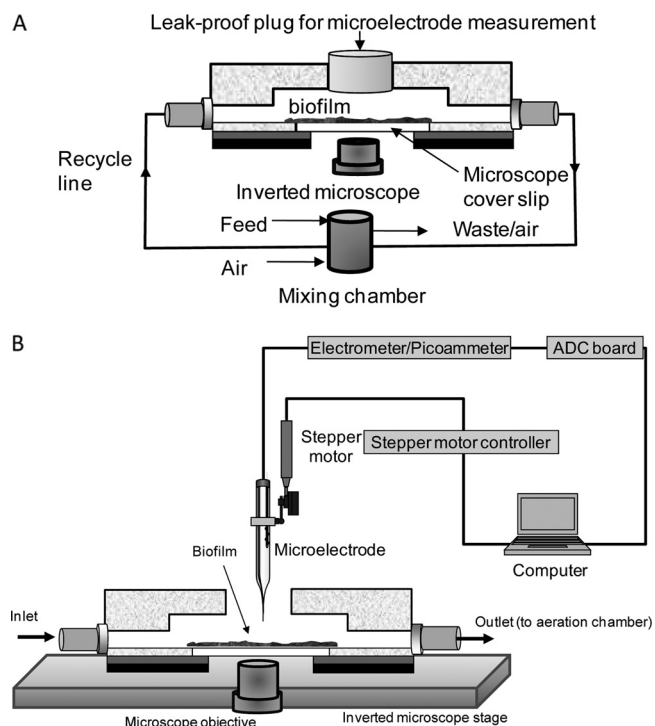 A
Leak-proof plug for microelectrode measurement
biofilm
Recycle
line
Inverted microscope
Microscope
cover slip
Feed
Waste/air
Air
Mixing chamber
B
Electrometer/Picoammeter
ADC board
Stepper
motor
Stepper motor controller
Biofilm
Microelectrode
Computer
Inlet
Outlet (to aeration chamber)
Microscope objective
Inverted microscope stage